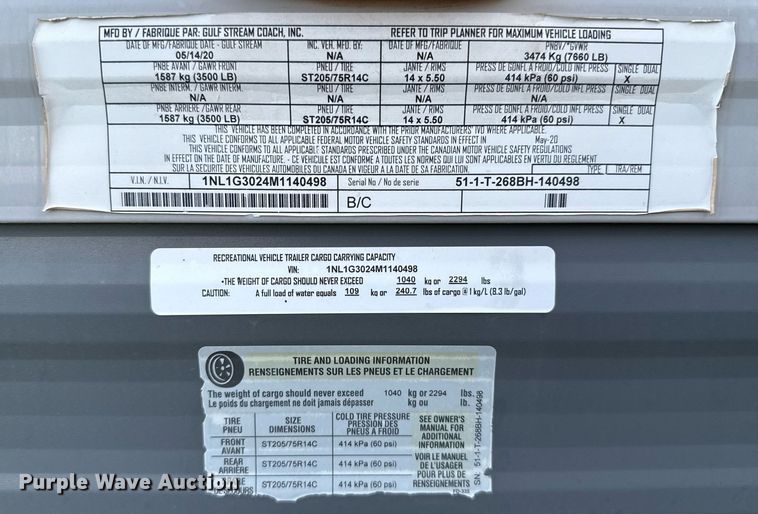 MFD BY / FABRIQUE PAR: GULF STREAM COACH, INC. REFER TO TRIP PLANNER FOR MAXIMUM VEHICLE LOADING
DATE OF MFG/FABRIQUE DATE - GULF STREAM INC. VEH. MFD. BY: DATE OF MFG/FABRIQUE DATE PNBV/*GVWR
05/14/20 N/A N/A 3474 Kg (7660 LB)
PNBE AVANT / GAWR FRONT PNEU / TIRE JANTE / RIMS PRESS DE GONFL A FROID/COLD INFL PRESS SINGLE DUAL
1587 kg (3500 LB) ST205/75R14C 14 x 5.50 414 kPa (60 psi) X
PNBE INTERM. / GAWR INTERM. PNEU / TIRE JANTE / RIMS PRESS DE GONFL A FROID/COLD INFL PRESS SINGLE DUAL
N/A N/A N/A N/A
PNBE ARRIÈRE / GAWR REAR PNEU / TIRE JANTE / RIMS PRESS DE GONFL A FROID/COLD INFL PRESS SINGLE DUAL
1587 kg (3500 LB) ST205/75R14C 14 x 5.50 414 kPa (60 psi) X
THIS VEHICLE HAS BEEN COMPLETED IN ACCORDANCE WITH THE PRIOR MANUFACTURERS' IVD WHERE APPLICABLE.
THIS VEHICLE CONFORMS TO ALL APPLICABLE FEDERAL MOTOR VEHICLE SAFETY STANDARDS IN EFFECT IN May-20
THIS VEHICLE CONFORMS TO ALL APPLICABLE STANDARDS PRESCRIBED UNDER THE CANADIAN MOTOR VEHICLE SAFETY REGULATIONS
IN EFFECT ON THE DATE OF MANUFACTURE. - CE VÉHICULE EST CONFORME A TOUTES LES NORMES QUI LUI SONT APPLICABLES EN VERTU DU REGLEMENT
SUR LA SECURITE DES VEHICULES AUTOMOBILES DU CANADA EN VIGUEUR A LA DATE DE SA FABRICATION. TYPE TRA/REM
V.I.N. / N.I.V. 1NL1G3024M1140498 Serial No / No de serie 51-1-T-268BH-140498
B/C
RECREATIONAL VEHICLE TRAILER CARGO CARRYING CAPACITY
VIN: 1NL1G3024M1140498
•THE WEIGHT OF CARGO SHOULD NEVER EXCEED 1040 kg or 2294 lbs
CAUTION: A full load of water equals 109 kg or 240.7 lbs of cargo @ 1 kg/L (8.3 lb/gal)
TIRE AND LOADING INFORMATION
RENSEIGNEMENTS SUR LES PNEUS ET LE CHARGEMENT
The weight of cargo should never exceed 1040 kg or 2294 lbs.
Le poids du chargement ne doit jamais dépasser kg ou lb.
TIRE PNEU SIZE DIMENSIONS COLD TIRE PRESSURE PRESSION DES PNEUS A FROID SEE OWNER'S MANUAL FOR ADDITIONAL INFORMATION
FRONT AVANT ST205/75R14C 414 kPa (60 psi)
REAR ARRIÈRE ST205/75R14C 414 kPa (60 psi) VOIR LE MANUEL DE L'USAGER POUR PLUS DE RENSEIGNEMENTS
ST205/75R14C 414 kPa (60 psi)
S/N: 51-1-T-268BH-140498
Purple Wave Auction